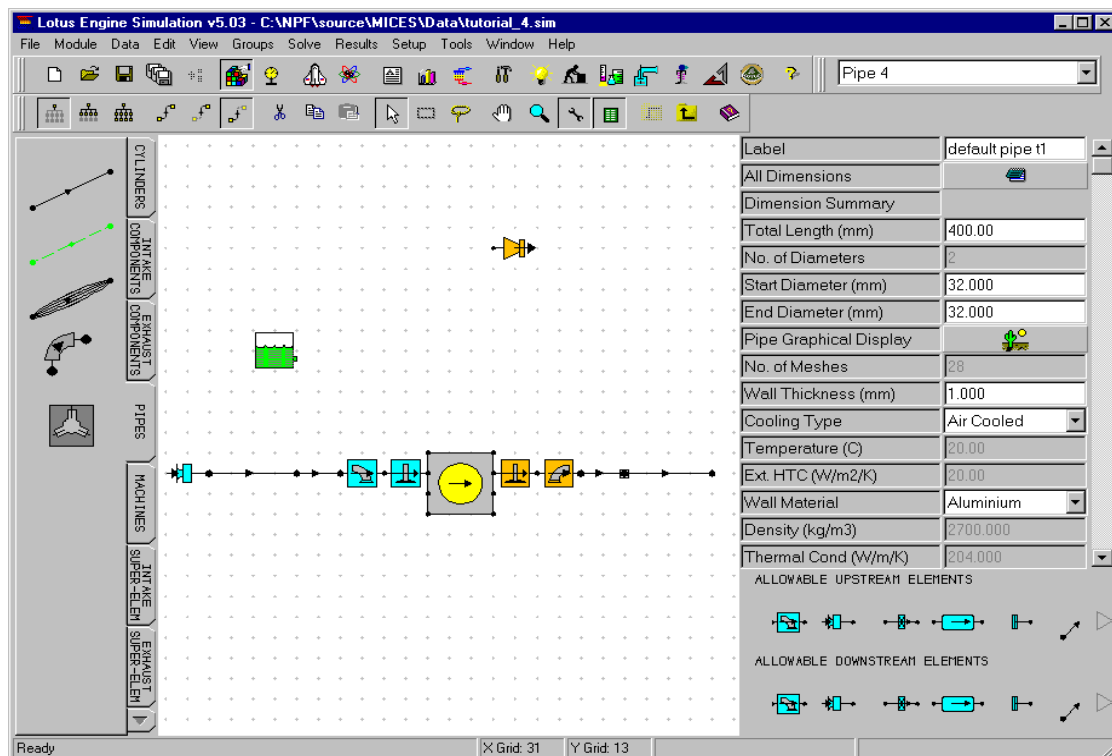 Lotus Engine Simulation v5.03 - C:\NPF\source\MICES\Data\tutorial_4.sim
File Module Data Edit View Groups Solve Results Setup Tools Window Help
Pipe 4
CYLINDERS
INTAKE
COMPONENTS
EXHAUST
COMPONENTS
PIPES
MACHINES
INTAKE
SUPER-ELEM
EXHAUST
SUPER-ELEM
Label default pipe t1
All Dimensions
Dimension Summary
Total Length (mm) 400.00
No. of Diameters 2
Start Diameter (mm) 32.000
End Diameter (mm) 32.000
Pipe Graphical Display
No. of Meshes 28
Wall Thickness (mm) 1.000
Cooling Type Air Cooled
Temperature (C) 20.00
Ext. HTC (W/m2/K) 20.00
Wall Material Aluminium
Density (kg/m3) 2700.000
Thermal Cond (W/m/K) 204.000
ALLOWABLE UPSTREAM ELEMENTS
ALLOWABLE DOWNSTREAM ELEMENTS
Ready X Grid: 31 Y Grid: 13